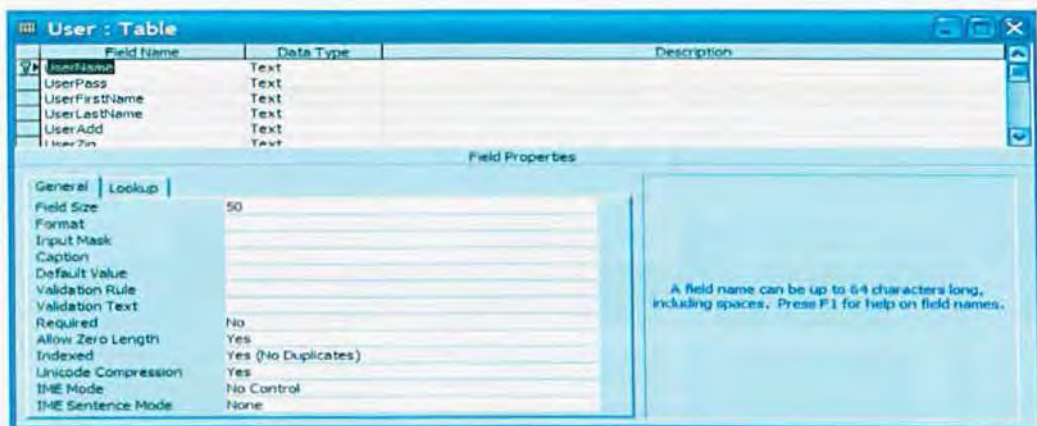 User : Table
Field Name Data Type Description
UserName Text
UserPass Text
UserFirstName Text
UserLastName Text
UserAdd Text
UserZip Text
Field Properties
General Lookup
Field Size 50
Format
Input Mask
Caption
Default Value
Validation Rule
Validation Text
Required No
Allow Zero Length Yes
Indexed Yes (No Duplicates)
Unicode Compression Yes
IME Mode No Control
IME Sentence Mode None
A field name can be up to 64 characters long,
including spaces. Press F1 for help on field names.